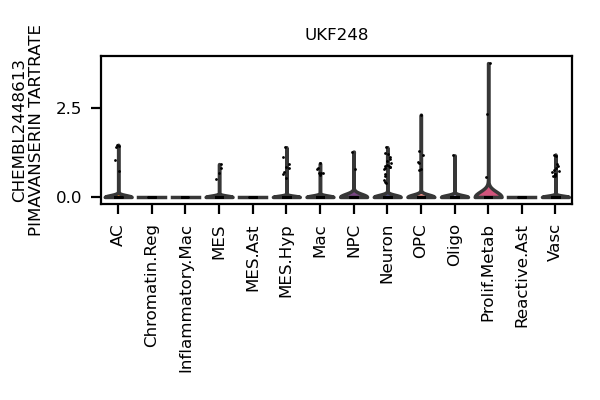 UKF248
CHEMBL2448613
PIMAVANSERIN TARTRATE
2.5
0.0
AC
Chromatin.Reg
Inflammatory.Mac
MES
MES.Ast
MES.Hyp
Mac
NPC
Neuron
OPC
Oligo
Prolif.Metab
Reactive.Ast
Vasc